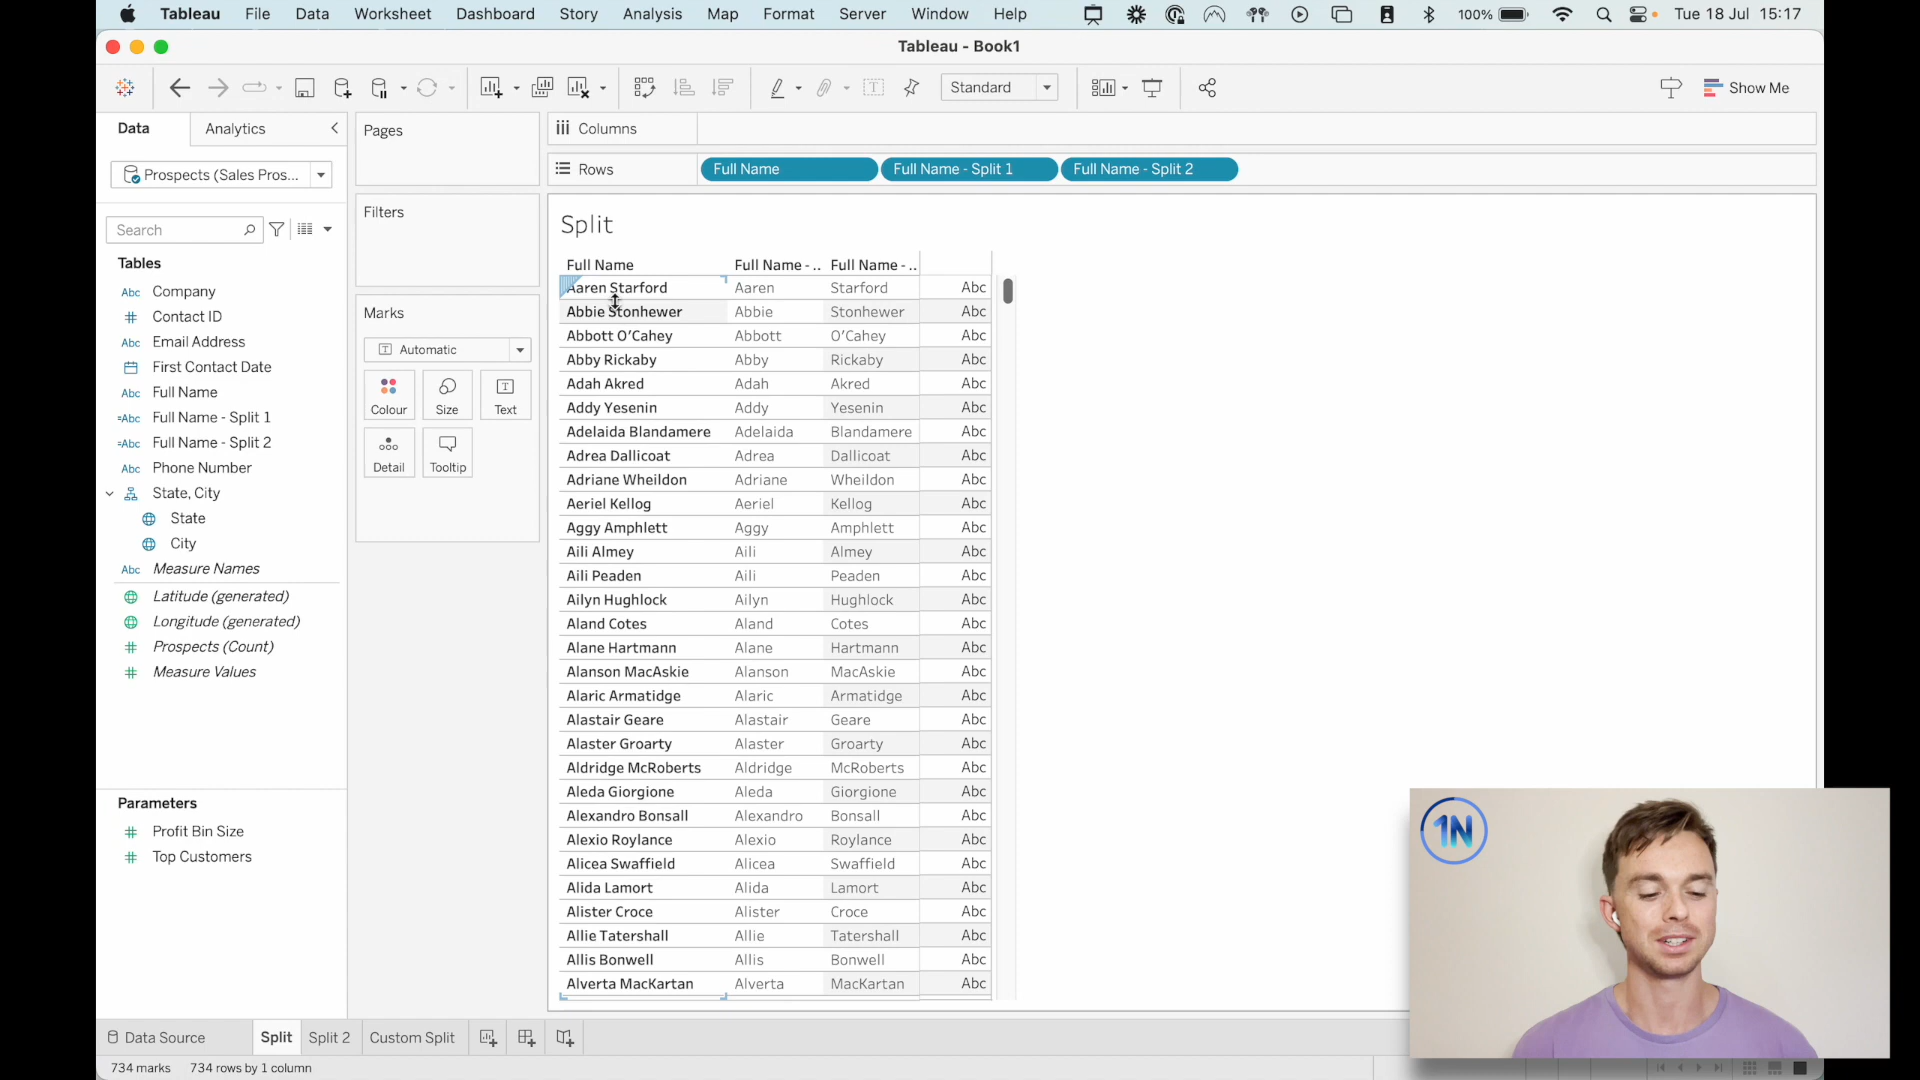 Tableau File Data Worksheet Dashboard Story Analysis Map Format Server Window Help 100% Tue 18 Jul 15:17
Tableau - Book1
Standard Show Me
Data Analytics
Prospects (Sales Pros...
Search
Tables
Abc Company
Contact ID
Abc Email Address
First Contact Date
Abc Full Name
=Abc Full Name - Split 1
=Abc Full Name - Split 2
Abc Phone Number
State, City
State
City
Abc Measure Names
Latitude (generated)
Longitude (generated)
Prospects (Count)
Measure Values
Parameters
Profit Bin Size
Top Customers
Pages
Filters
Marks
Automatic
Colour Size Text
Detail Tooltip
Columns
Rows Full Name Full Name - Split 1 Full Name - Split 2
Split
Full Name Full Name - .. Full Name - ..
Aaren Starford Aaren Starford Abc
Abbie Stonhewer Abbie Stonhewer Abc
Abbott O'Cahey Abbott O'Cahey Abc
Abby Rickaby Abby Rickaby Abc
Adah Akred Adah Akred Abc
Addy Yesenin Addy Yesenin Abc
Adelaida Blandamere Adelaida Blandamere Abc
Adrea Dallicoat Adrea Dallicoat Abc
Adriane Wheildon Adriane Wheildon Abc
Aeriel Kellog Aeriel Kellog Abc
Aggy Amphlett Aggy Amphlett Abc
Aili Almey Aili Almey Abc
Aili Peaden Aili Peaden Abc
Ailyn Hughlock Ailyn Hughlock Abc
Aland Cotes Aland Cotes Abc
Alane Hartmann Alane Hartmann Abc
Alanson MacAskie Alanson MacAskie Abc
Alaric Armatidge Alaric Armatidge Abc
Alastair Geare Alastair Geare Abc
Alaster Groarty Alaster Groarty Abc
Aldridge McRoberts Aldridge McRoberts Abc
Aleda Giorgione Aleda Giorgione Abc
Alexandro Bonsall Alexandro Bonsall Abc
Alexio Roylance Alexio Roylance Abc
Alicea Swaffield Alicea Swaffield Abc
Alida Lamort Alida Lamort Abc
Alister Croce Alister Croce Abc
Allie Tatershall Allie Tatershall Abc
Allis Bonwell Allis Bonwell Abc
Alverta MacKartan Alverta MacKartan Abc
1N
Data Source Split Split 2 Custom Split
734 marks 734 rows by 1 column